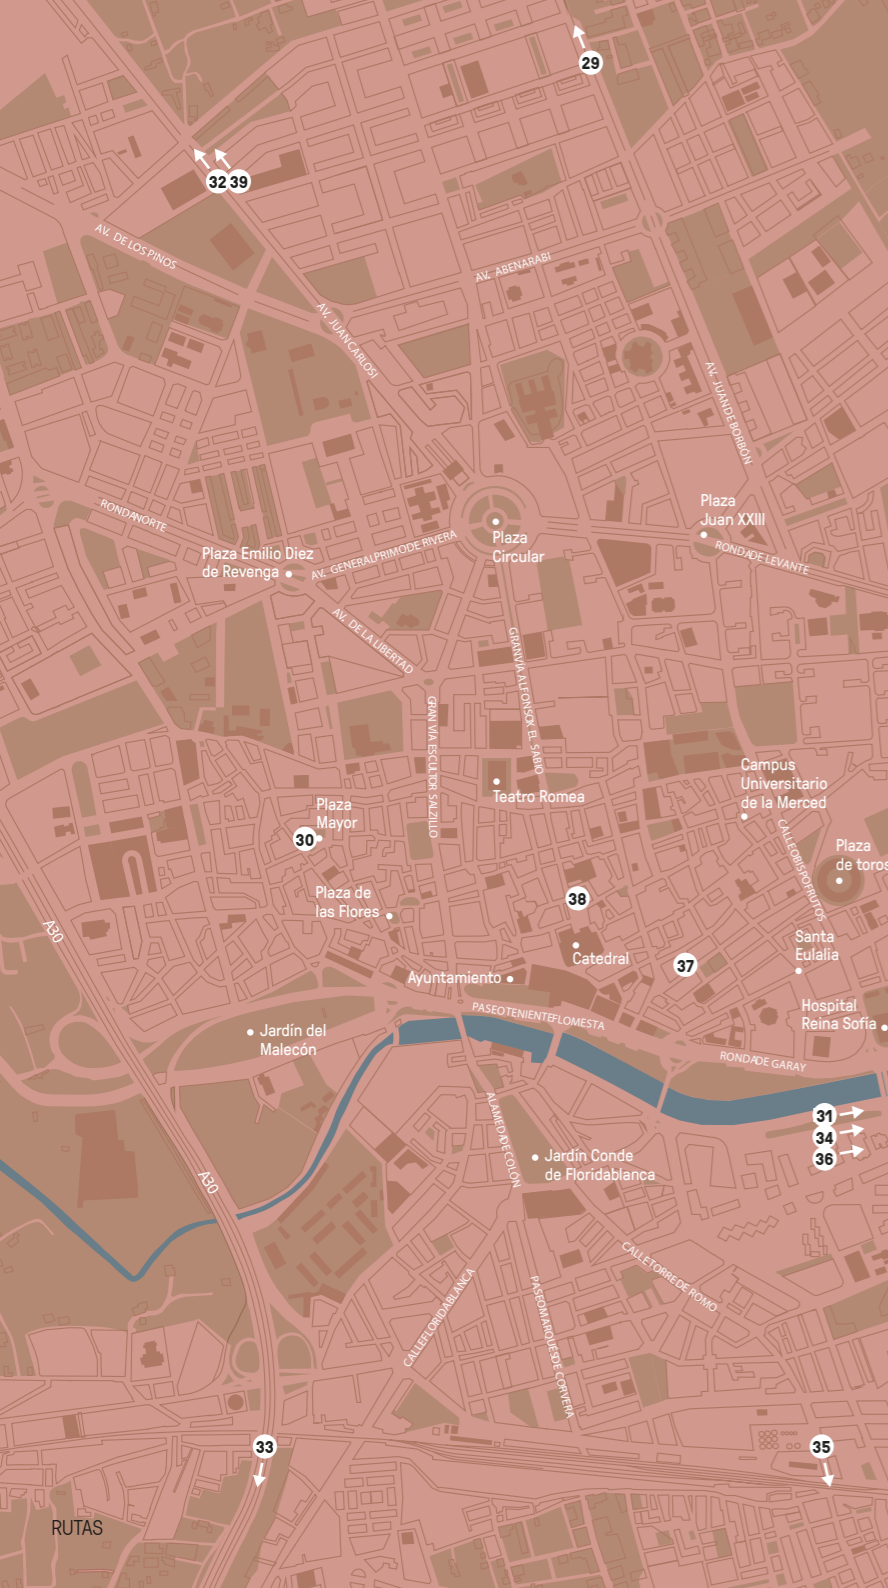 29
32 39
AV. DE LOS PINOS
AV. ABENARABI
AV. JUAN CARLOS I
AV. JUAN DE BORBÓN
RONDA NORTE
Plaza
Juan XXIII
Plaza
Circular
RONDA DE LEVANTE
Plaza Emilio Diez
de Revenga
AV. GENERAL PRIMO DE RIVERA
AV. DE LA LIBERTAD
GRAN VÍA ALFONSO X EL SABIO
GRAN VÍA ESCULTOR SALZILLO
Teatro Romea
Campus
Universitario
de la Merced
Plaza
Mayor
30
CALLE OBISPO FRUTOS
Plaza
de toros
Plaza de
las Flores
38
A30
Catedral
37
Santa
Eulalia
Ayuntamiento
Hospital
Reina Sofía
PASEO TENIENTE FLOMESTA
Jardín del
Malecón
RONDA DE GARAY
31
34
36
ALAMEDA DE COLÓN
Jardín Conde
de Floridablanca
A30
CALLE TORRE DE ROMO
CALLE FLORIDABLANCA
PASEO MARQUÉS DE CORVERA
33
35
RUTAS